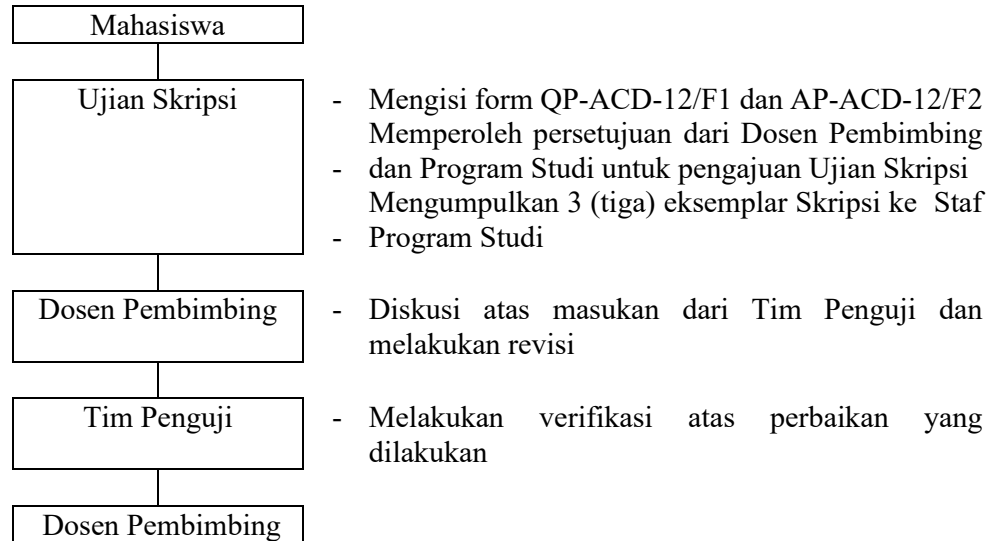 Mahasiswa
Ujian Skripsi
- Mengisi form QP-ACD-12/F1 dan AP-ACD-12/F2
Memperoleh persetujuan dari Dosen Pembimbing
- dan Program Studi untuk pengajuan Ujian Skripsi
Mengumpulkan 3 (tiga) eksemplar Skripsi ke Staf
- Program Studi
Dosen Pembimbing
- Diskusi atas masukan dari Tim Penguji dan
melakukan revisi
Tim Penguji
- Melakukan verifikasi atas perbaikan yang
dilakukan
Dosen Pembimbing